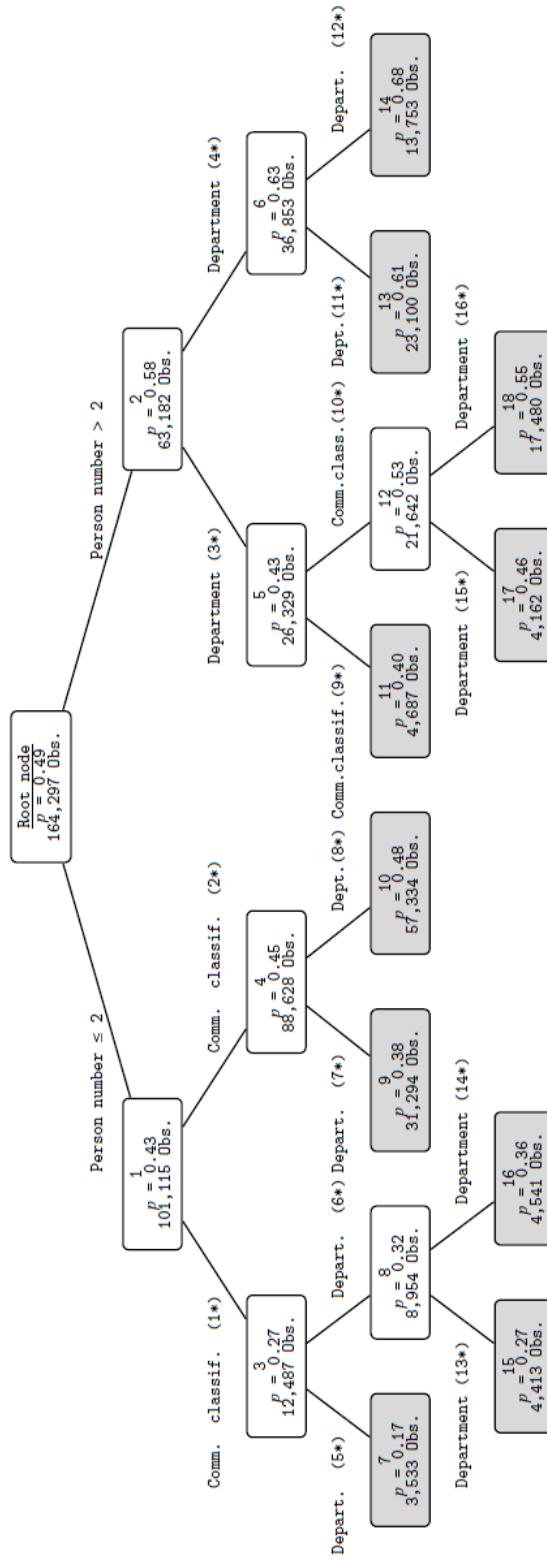 Root node
p = 0.49
164,297 Obs.
Person number ≤ 2
Person number > 2
1
p = 0.43
101,115 Obs.
2
p = 0.58
63,182 Obs.
Comm. classif. (1*)
Comm. classif. (2*)
Department (3*)
Department (4*)
3
p = 0.27
12,487 Obs.
4
p = 0.45
88,628 Obs.
5
p = 0.43
26,329 Obs.
6
p = 0.63
36,853 Obs.
Depart. (5*)
Depart. (6*)
Depart. (7*)
Dept.(8*)
Comm.classif.(9*)
Comm.class.(10*)
Dept.(11*)
Depart. (12*)
7
p = 0.17
3,533 Obs.
8
p = 0.32
8,954 Obs.
9
p = 0.38
31,294 Obs.
10
p = 0.48
57,334 Obs.
11
p = 0.40
4,687 Obs.
12
p = 0.53
21,642 Obs.
13
p = 0.61
23,100 Obs.
14
p = 0.68
13,753 Obs.
Department (13*)
Department (14*)
Department (15*)
Department (16*)
15
p = 0.27
4,413 Obs.
16
p = 0.36
4,541 Obs.
17
p = 0.46
4,162 Obs.
18
p = 0.55
17,480 Obs.